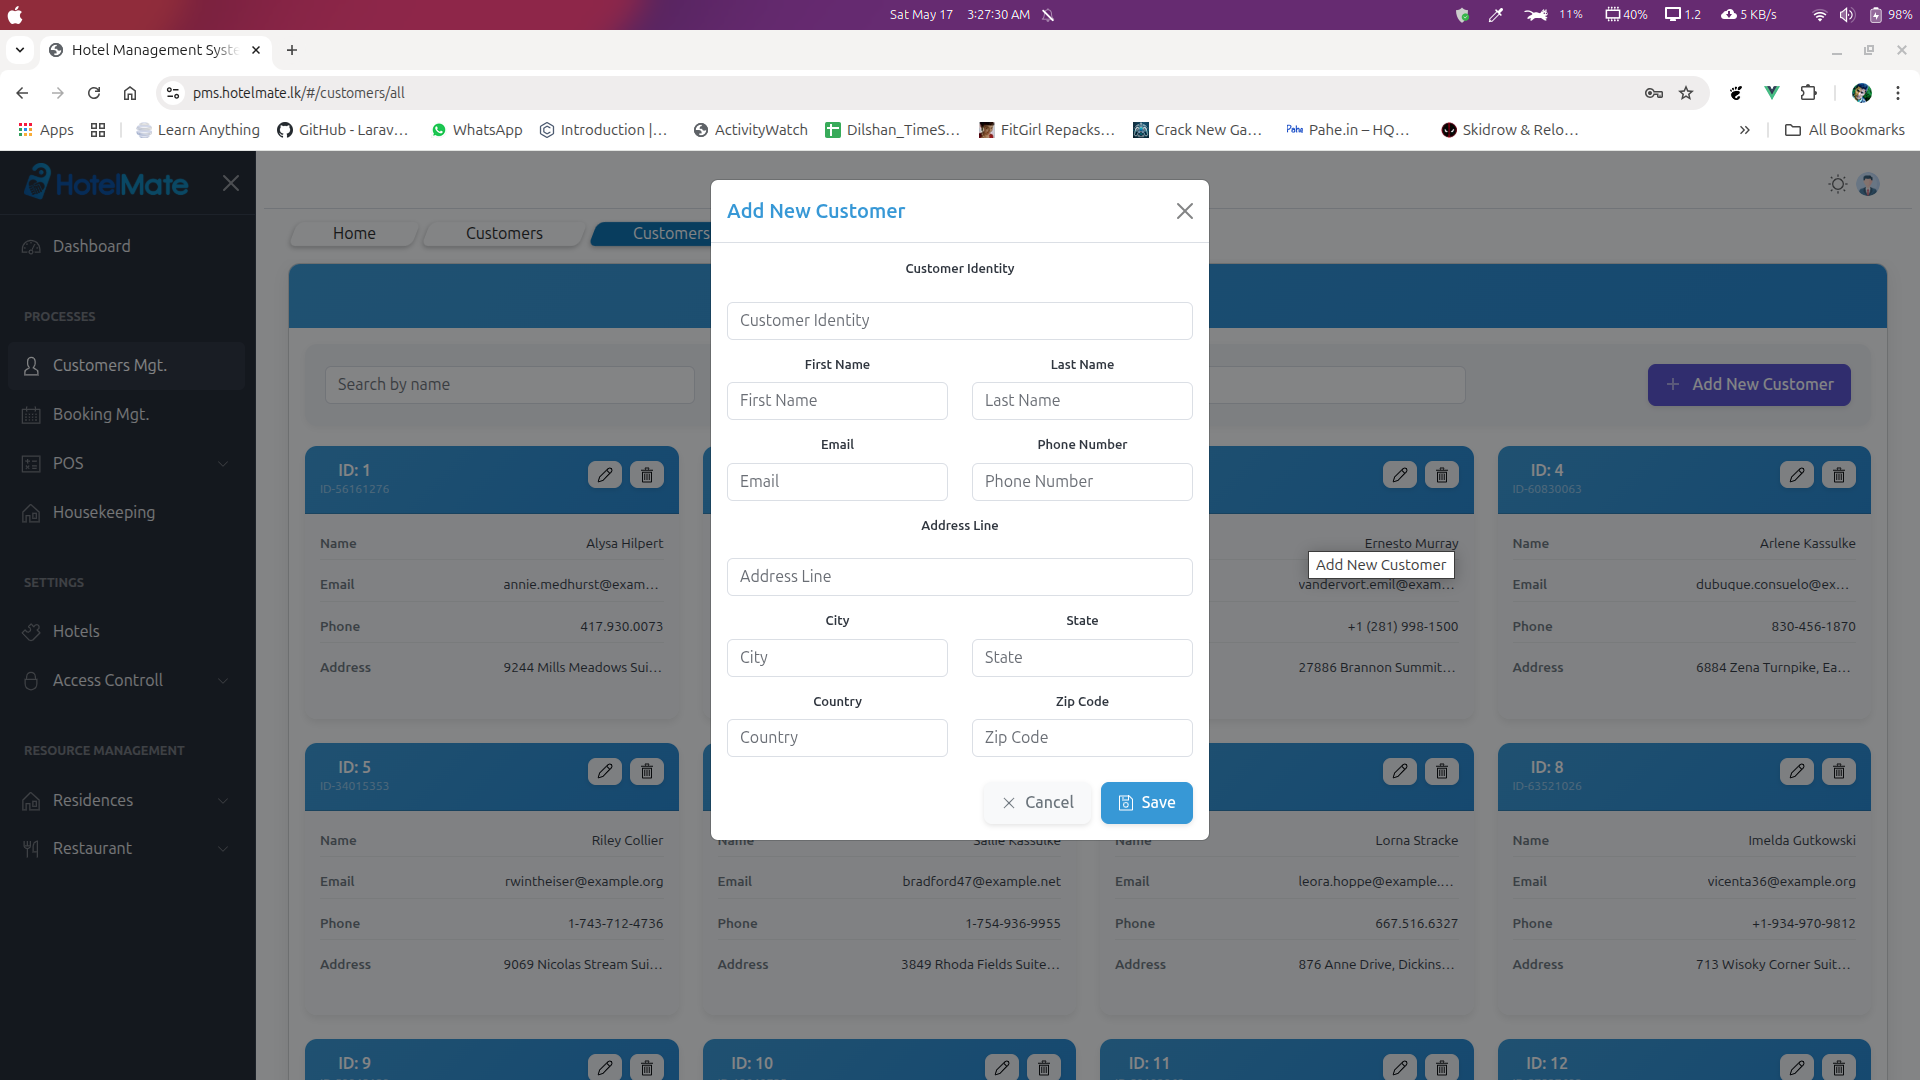 Sat May 17 3:27:30 AM 11% 40% 1.2 5 KB/s 98%
Hotel Management Syste
pms.hotelmate.lk/#/customers/all
Apps Learn Anything GitHub - Larav… WhatsApp Introduction |… ActivityWatch Dilshan_TimeS… FitGirl Repacks… Crack New Ga… Pahe.in – HQ… Skidrow & Relo… » All Bookmarks
HotelMate
Dashboard
PROCESSES
Customers Mgt.
Booking Mgt.
POS
Housekeeping
SETTINGS
Hotels
Access Controll
RESOURCE MANAGEMENT
Residences
Restaurant
Home Customers Customers
Search by name
Add New Customer
Add New Customer
Customer Identity
Customer Identity
First Name Last Name
First Name Last Name
Email Phone Number
Email Phone Number
Address Line
Address Line
City State
City State
Country Zip Code
Country Zip Code
Cancel Save
Add New Customer
ID: 1
ID-56161276
Name Alysa Hilpert
Email annie.medhurst@exam…
Phone 417.930.0073
Address 9244 Mills Meadows Sui…
Ernesto Murray
vandervort.emil@exam…
+1 (281) 998-1500
27886 Brannon Summit…
ID: 4
ID-60830063
Name Arlene Kassulke
Email dubuque.consuelo@ex…
Phone 830-456-1870
Address 6884 Zena Turnpike, Ea…
ID: 5
ID-34015353
Name Riley Collier
Email rwintheiser@example.org
Phone 1-743-712-4736
Address 9069 Nicolas Stream Sui…
Name Sallie Kassulke
Email bradford47@example.net
Phone 1-754-936-9955
Address 3849 Rhoda Fields Suite…
Name Lorna Stracke
Email leora.hoppe@example.…
Phone 667.516.6327
Address 876 Anne Drive, Dickins…
ID: 8
ID-63521026
Name Imelda Gutkowski
Email vicenta36@example.org
Phone +1-934-970-9812
Address 713 Wisoky Corner Suit…
ID: 9
ID: 10
ID: 11
ID: 12